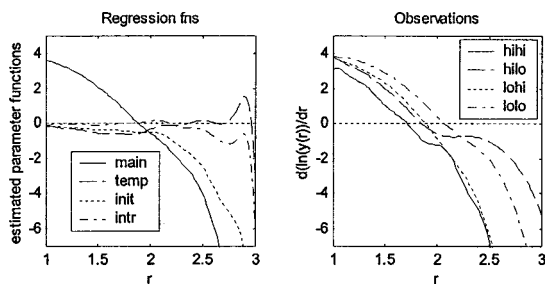 Regression fns
estimated parameter functions
4
2
0
-2
-4
-6
main
temp
init
intr
1
1.5
2
2.5
3
r
Observations
d(ln(y(r))/dr
4
2
0
-2
-4
-6
hihi
hilo
lohi
lolo
1
1.5
2
2.5
3
r